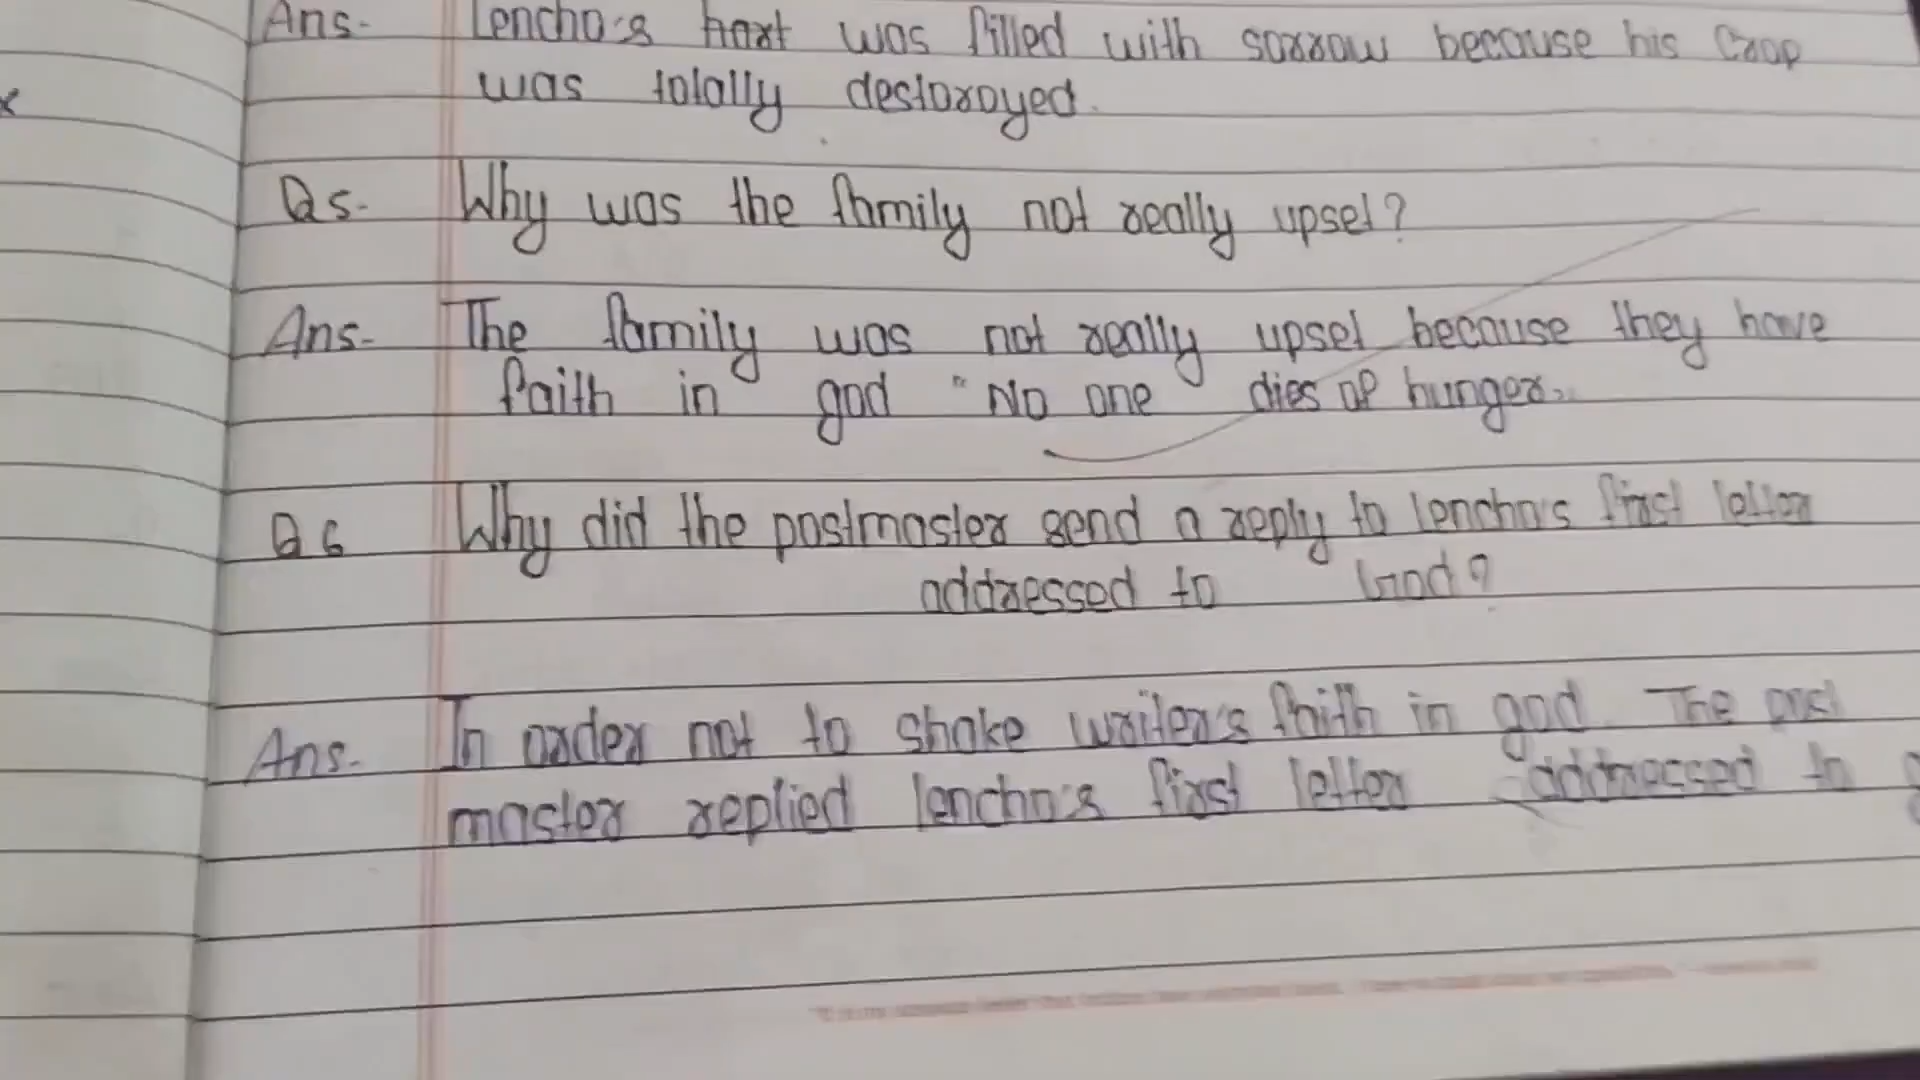 Ans- Lencho's hart was filled with sorrow because his Crop
was totally destoroyed.
Q5- Why was the family not really upset?
Ans- The family was not really upset because they have
faith in god " No one dies of hunger.
Q6 Why did the postmaster send a reply to lencho's first letter
addressed to God?
Ans- In order not to shake writer's faith in god. The post
master replied lencho's first letter addressed to